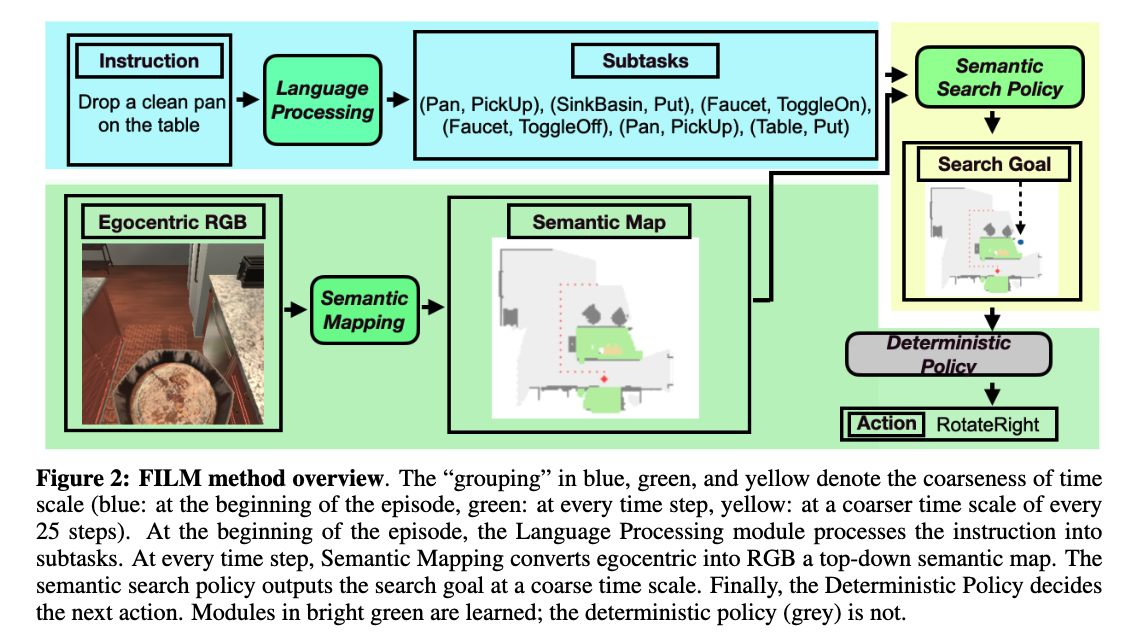 Instruction
Drop a clean pan
on the table
Language
Processing
Subtasks
(Pan, PickUp), (SinkBasin, Put), (Faucet, ToggleOn),
(Faucet, ToggleOff), (Pan, PickUp), (Table, Put)
Semantic
Search Policy
Search Goal
Egocentric RGB
Semantic
Mapping
Semantic Map
Deterministic
Policy
Action RotateRight
Figure 2: FILM method overview. The “grouping” in blue, green, and yellow denote the coarseness of time
scale (blue: at the beginning of the episode, green: at every time step, yellow: at a coarser time scale of every
25 steps). At the beginning of the episode, the Language Processing module processes the instruction into
subtasks. At every time step, Semantic Mapping converts egocentric into RGB a top-down semantic map. The
semantic search policy outputs the search goal at a coarse time scale. Finally, the Deterministic Policy decides
the next action. Modules in bright green are learned; the deterministic policy (grey) is not.